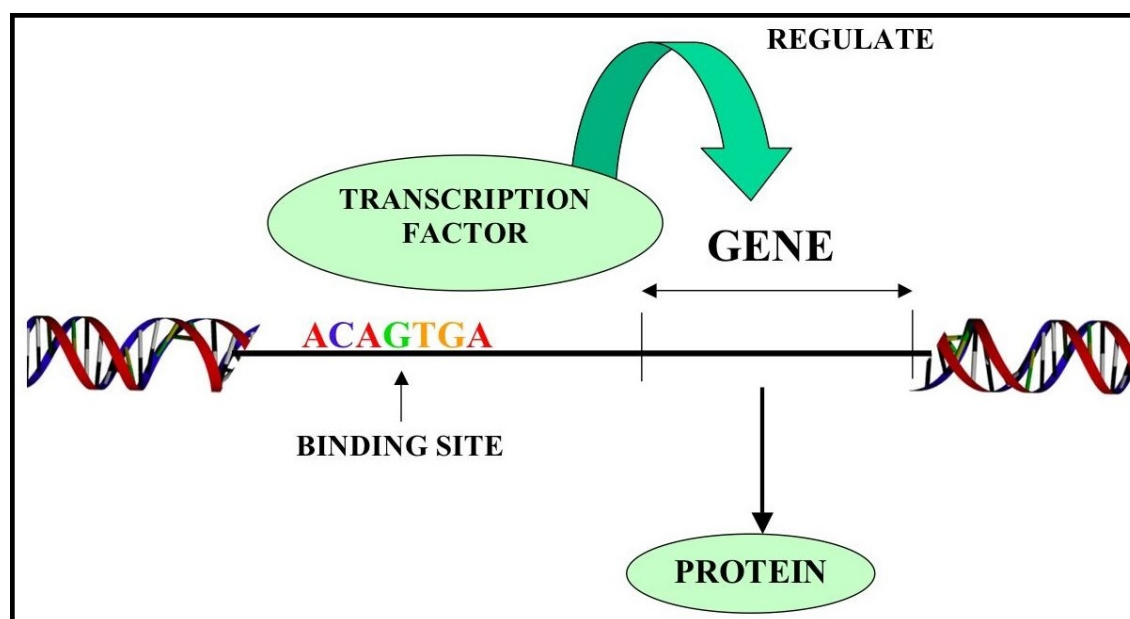 REGULATE
TRANSCRIPTION
FACTOR
GENE
ACAGTGA
BINDING SITE
PROTEIN